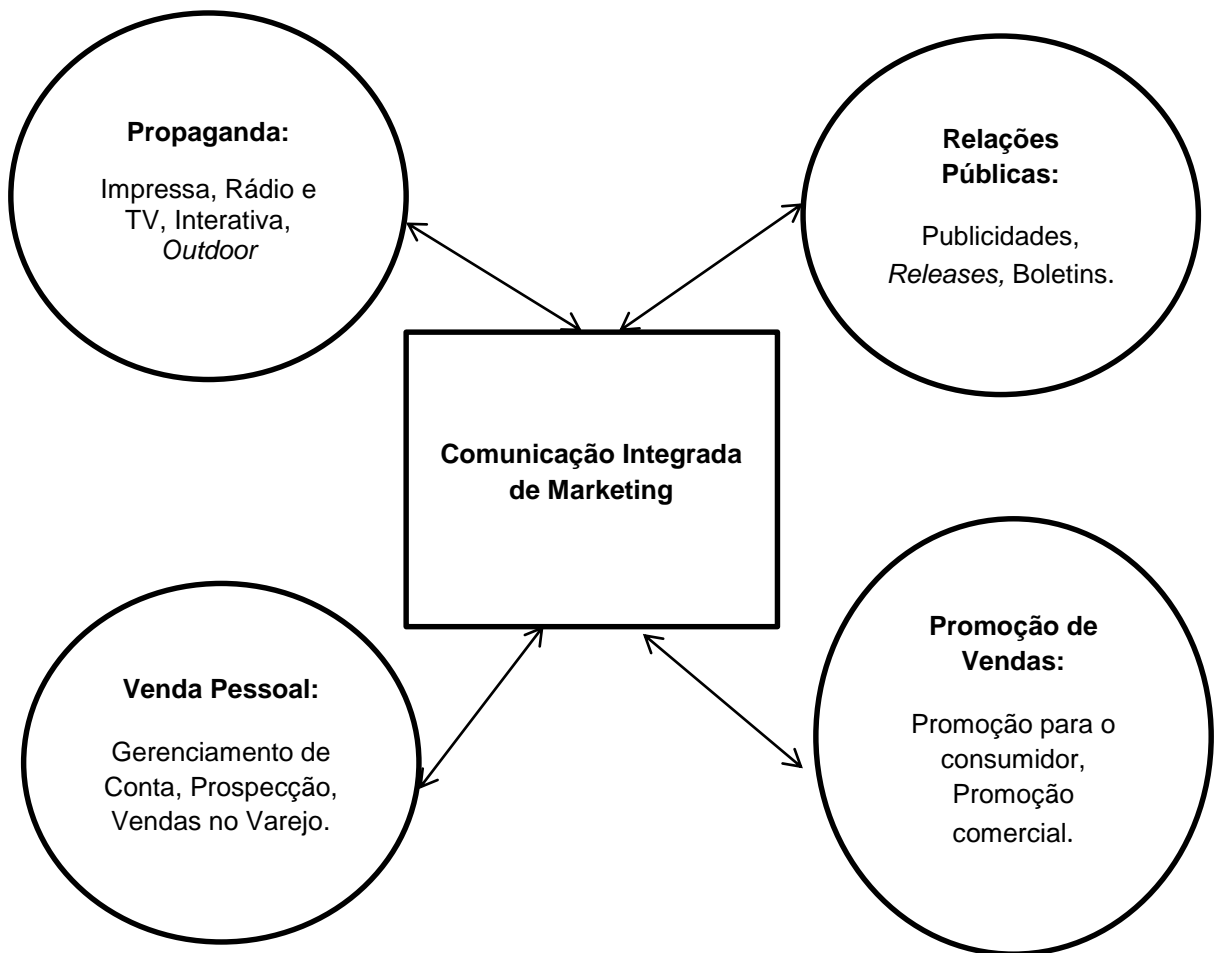 Propaganda:
Impressa, Rádio e
TV, Interativa,
Outdoor
Relações
Públicas:
Publicidades,
Releases, Boletins.
Comunicação Integrada
de Marketing
Venda Pessoal:
Gerenciamento de
Conta, Prospecção,
Vendas no Varejo.
Promoção de
Vendas:
Promoção para o
consumidor,
Promoção
comercial.